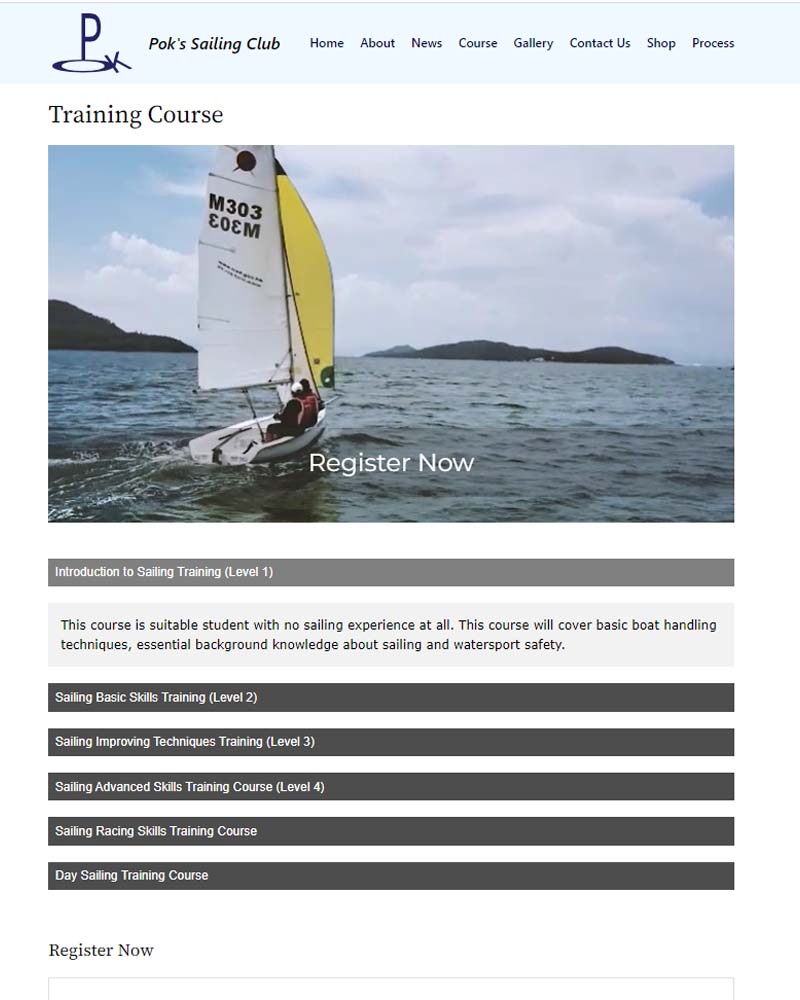 Pok
Pok's Sailing Club
Home About News Course Gallery Contact Us Shop Process
Training Course
M303
M303
Register Now
Introduction to Sailing Training (Level 1)
This course is suitable student with no sailing experience at all. This course will cover basic boat handling
techniques, essential background knowledge about sailing and watersport safety.
Sailing Basic Skills Training (Level 2)
Sailing Improving Techniques Training (Level 3)
Sailing Advanced Skills Training Course (Level 4)
Sailing Racing Skills Training Course
Day Sailing Training Course
Register Now